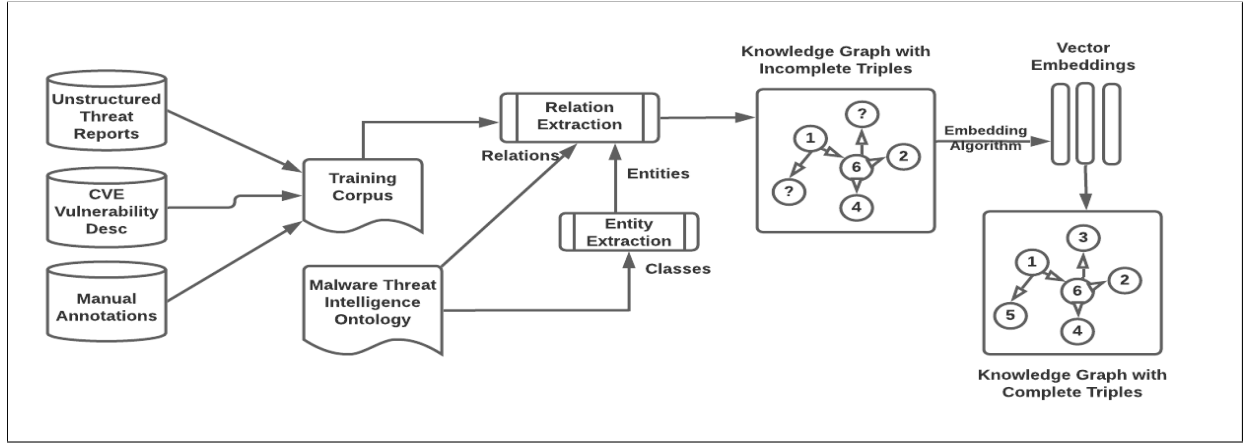 Unstructured
Threat
Reports
CVE
Vulnerability
Desc
Manual
Annotations
Training
Corpus
Malware Threat
Intelligence
Ontology
Relation
Extraction
Relations
Entities
Entity
Extraction
Classes
Knowledge Graph with
Incomplete Triples
?
1
6
2
?
4
Embedding
Algorithm
Vector
Embeddings
3
1
6
2
5
4
Knowledge Graph with
Complete Triples